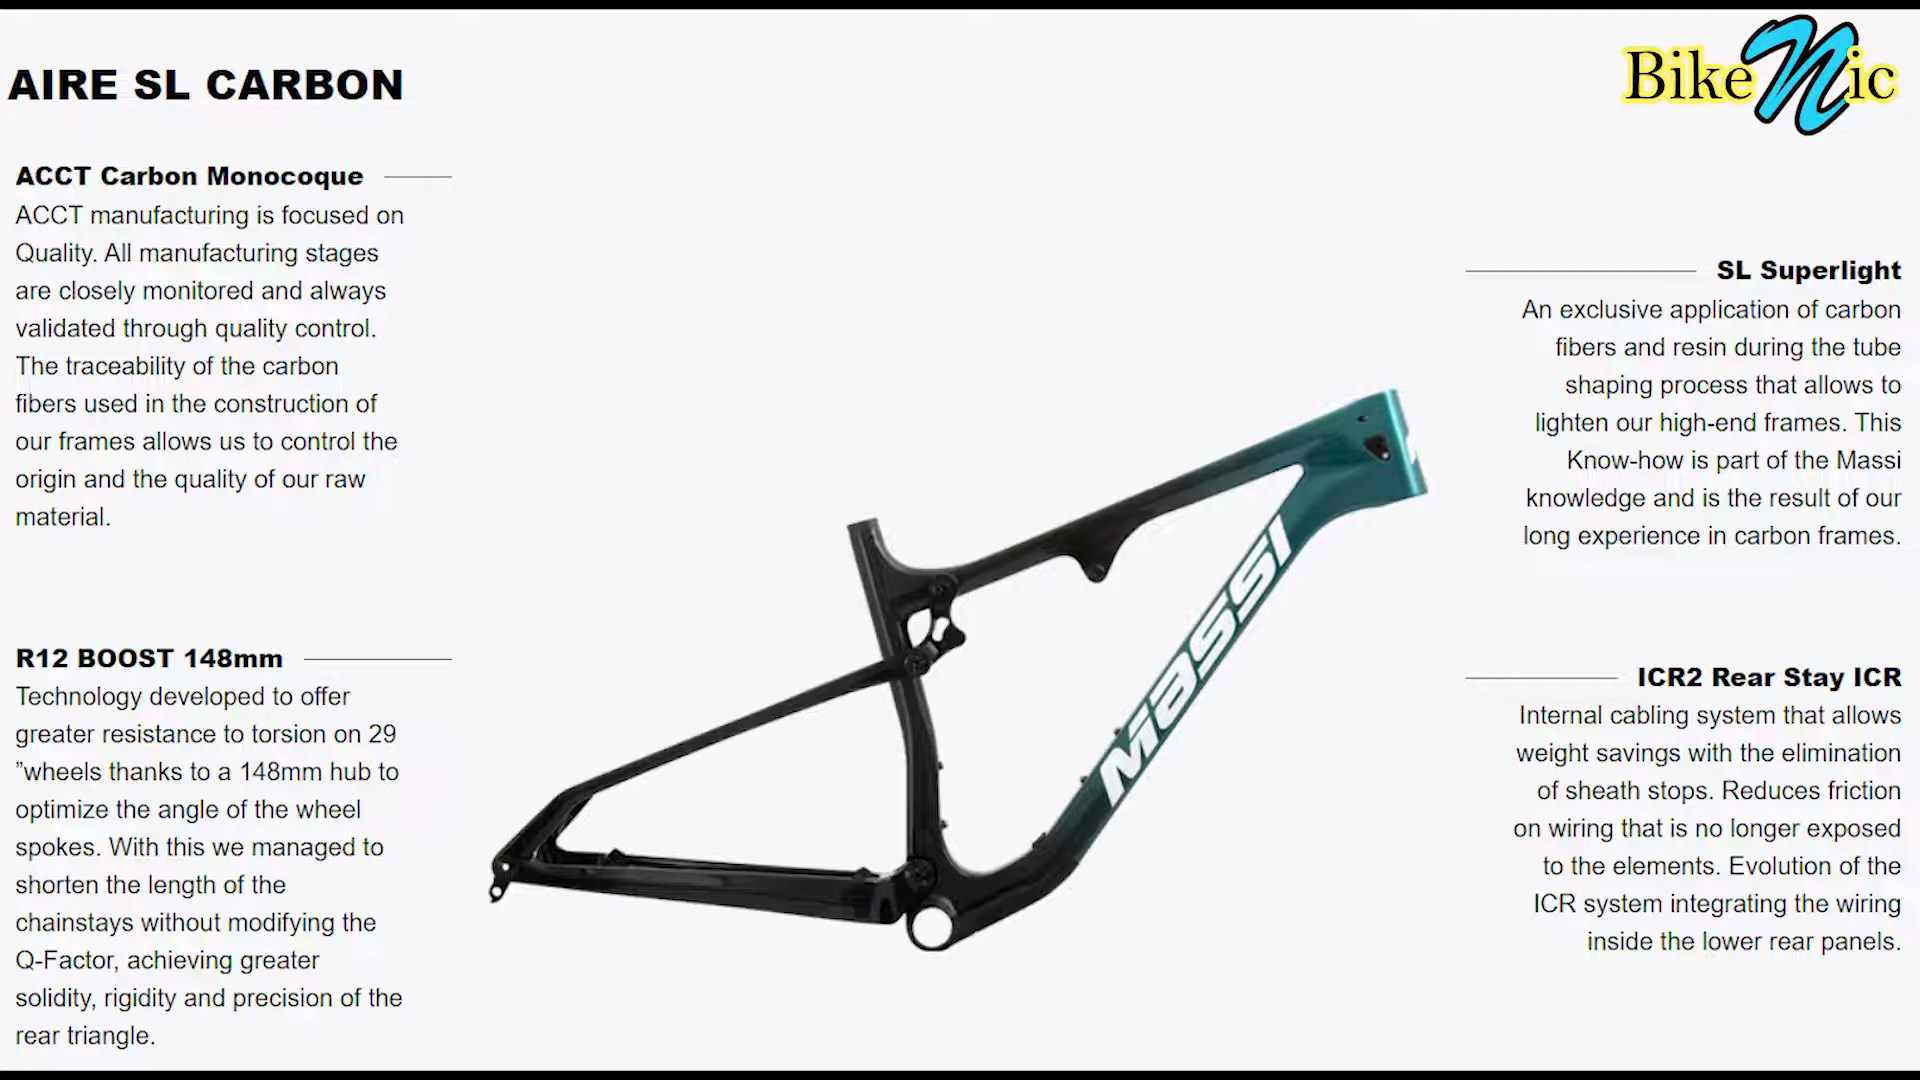 AIRE SL CARBON
BikeNic
ACCT Carbon Monocoque
ACCT manufacturing is focused on
Quality. All manufacturing stages
are closely monitored and always
validated through quality control.
The traceability of the carbon
fibers used in the construction of
our frames allows us to control the
origin and the quality of our raw
material.
R12 BOOST 148mm
Technology developed to offer
greater resistance to torsion on 29
”wheels thanks to a 148mm hub to
optimize the angle of the wheel
spokes. With this we managed to
shorten the length of the
chainstays without modifying the
Q-Factor, achieving greater
solidity, rigidity and precision of the
rear triangle.
MASSI
SL Superlight
An exclusive application of carbon
fibers and resin during the tube
shaping process that allows to
lighten our high-end frames. This
Know-how is part of the Massi
knowledge and is the result of our
long experience in carbon frames.
ICR2 Rear Stay ICR
Internal cabling system that allows
weight savings with the elimination
of sheath stops. Reduces friction
on wiring that is no longer exposed
to the elements. Evolution of the
ICR system integrating the wiring
inside the lower rear panels.